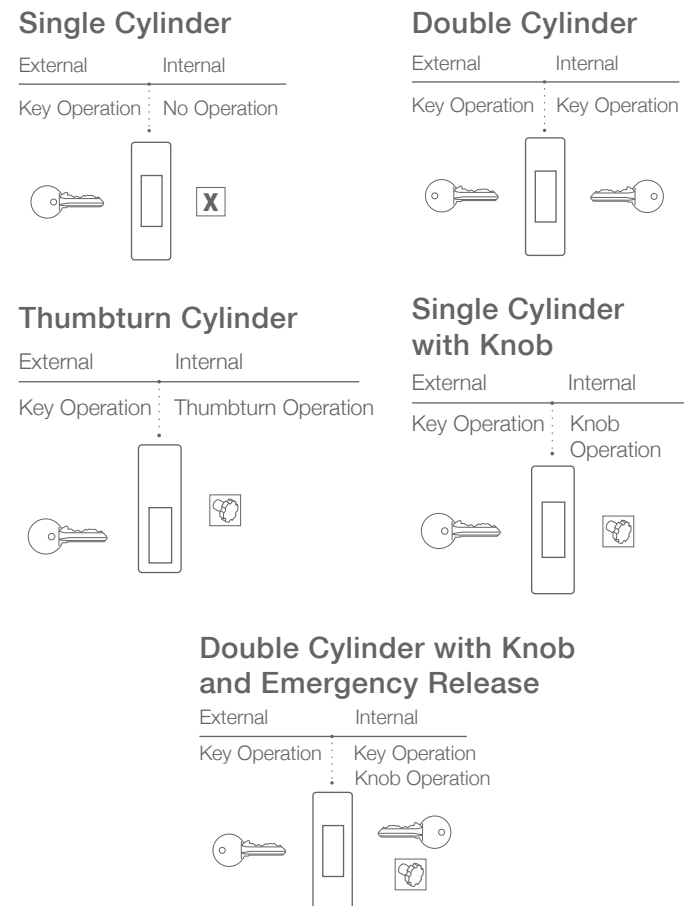 Single Cylinder
External Internal
Key Operation No Operation
X
Double Cylinder
External Internal
Key Operation Key Operation
Thumbturn Cylinder
External Internal
Key Operation Thumbturn Operation
Single Cylinder
with Knob
External Internal
Key Operation Knob
Operation
Double Cylinder with Knob
and Emergency Release
External Internal
Key Operation Key Operation
Knob Operation